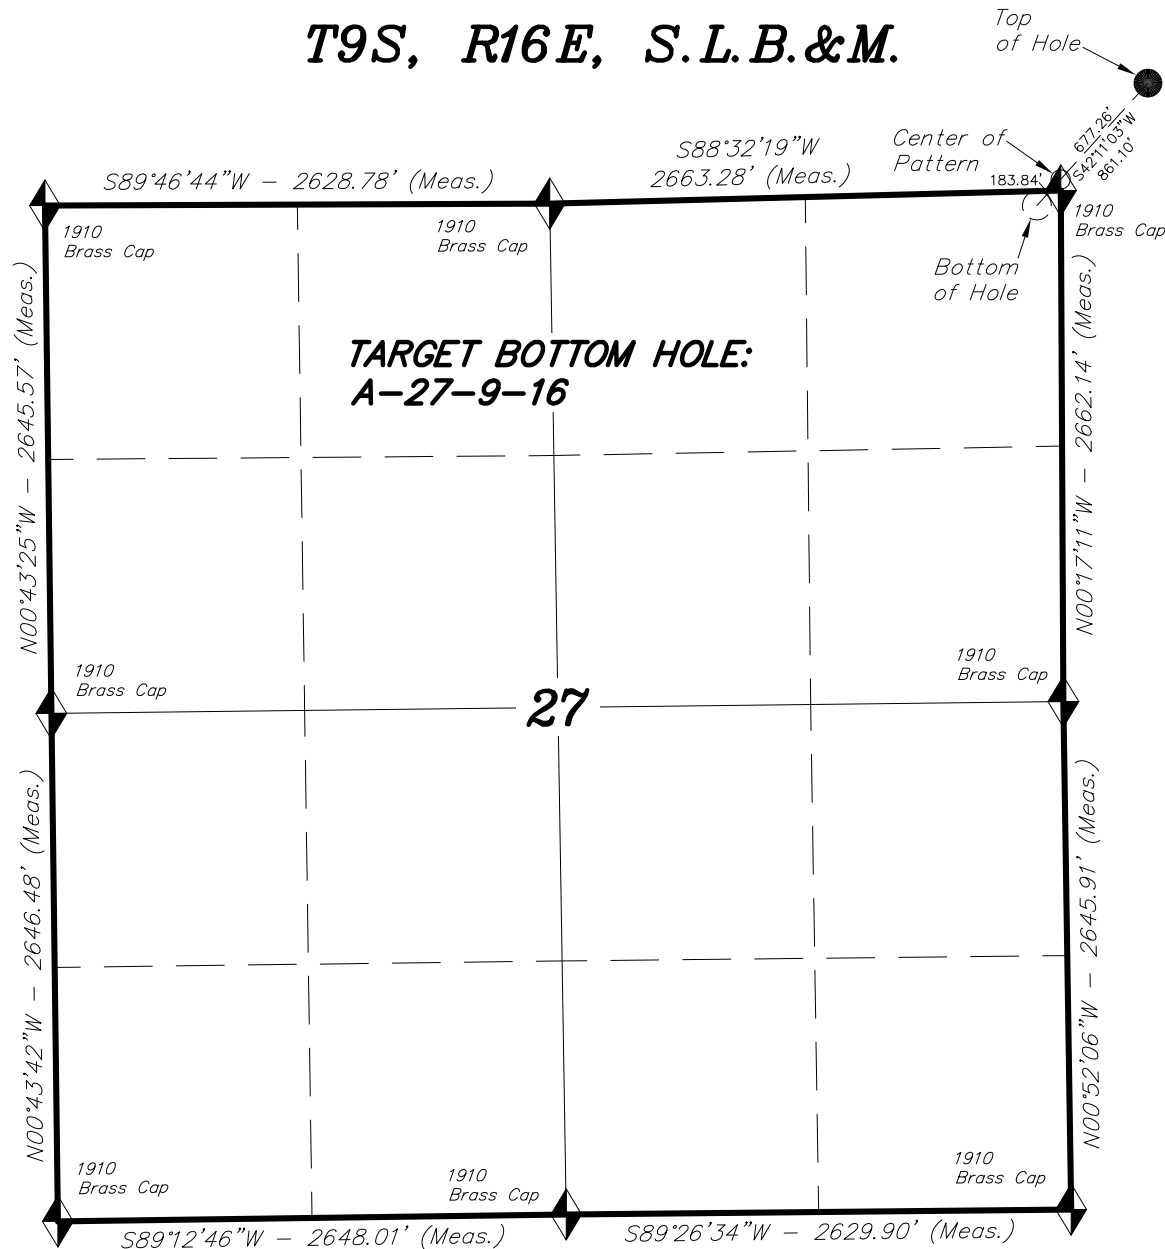 T9S, R16E, S.L.B.&M.
Top
of Hole
677.26'
S42°11'03"W
861.10'
Center of
Pattern
183.84'
S89°46'44"W - 2628.78' (Meas.)
S88°32'19"W
2663.28' (Meas.)
1910
Brass Cap
1910
Brass Cap
1910
Brass Cap
Bottom
of Hole
N00°43'25"W - 2645.57' (Meas.)
N00°17'11"W - 2662.14' (Meas.)
TARGET BOTTOM HOLE:
A-27-9-16
1910
Brass Cap
1910
Brass Cap
27
N00°43'42"W - 2646.48' (Meas.)
N00°52'06"W - 2645.91' (Meas.)
1910
Brass Cap
1910
Brass Cap
1910
Brass Cap
S89°12'46"W - 2648.01' (Meas.)
S89°26'34"W - 2629.90' (Meas.)